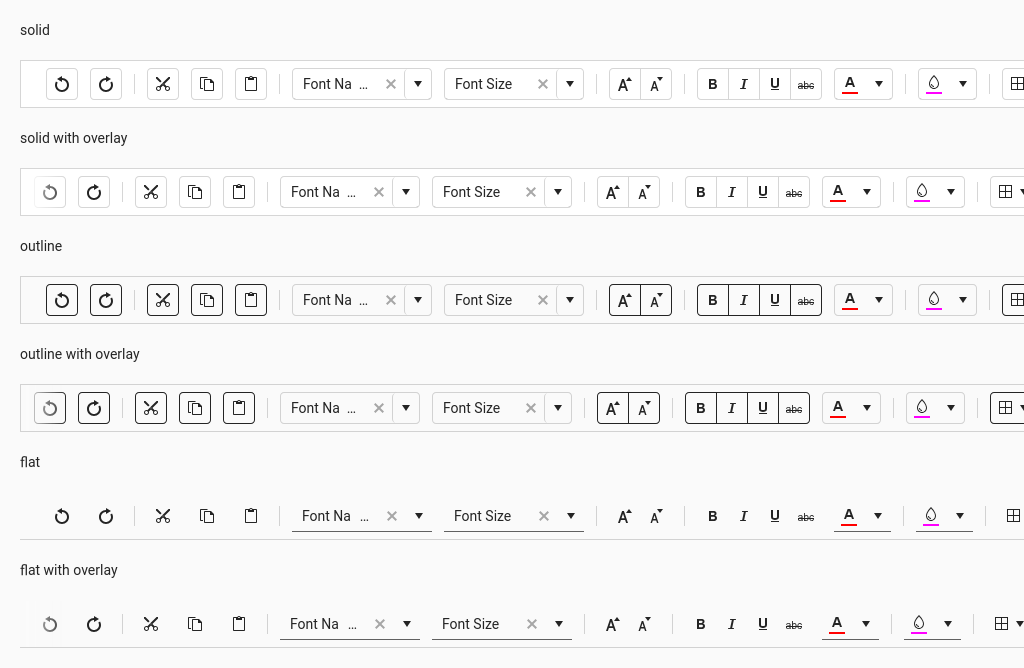 solid
Font Na ... Font Size A A B I U abc A
solid with overlay
Font Na ... Font Size A A B I U abc A
outline
Font Na ... Font Size A A B I U abc A
outline with overlay
Font Na ... Font Size A A B I U abc A
flat
Font Na ... Font Size A A B I U abc A
flat with overlay
Font Na ... Font Size A A B I U abc A